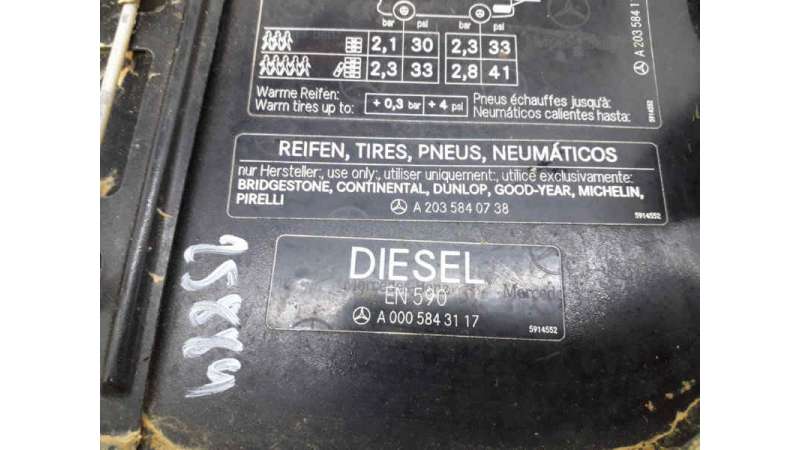 bar psi bar psi
2,1 30 2,3 33
2,3 33 2,8 41
Warme Reifen:
Warm tires up to:
+ 0,3 bar + 4 psi
Pneus échauffes jusqu'à:
Neumáticos calientes hasta:
5914552
A 203 584 1
REIFEN, TIRES, PNEUS, NEUMÁTICOS
nur Hersteller:, use only:, utiliser uniquement:, utilice exclusivamente:
BRIDGESTONE, CONTINENTAL, DUNLOP, GOOD-YEAR, MICHELIN,
PIRELLI
A 203 584 07 38
5914552
DIESEL
EN 590
A 000 584 31 17
5914552